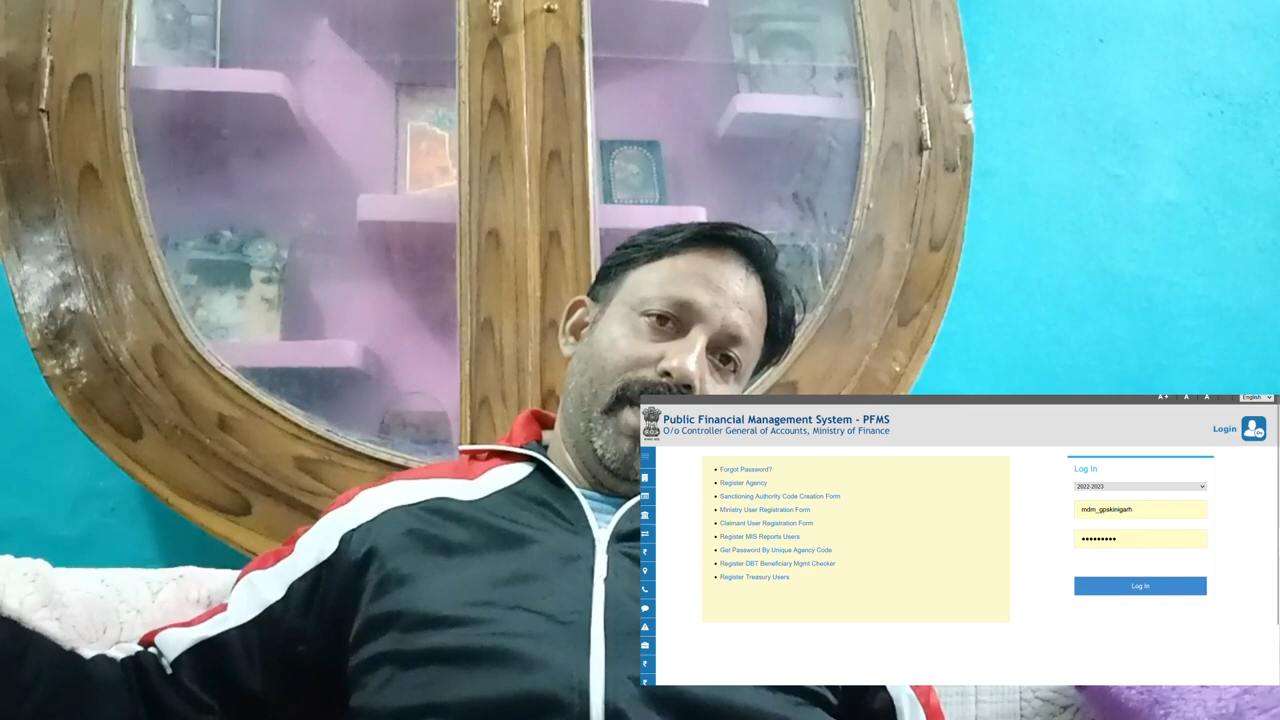 A+ A A English
Public Financial Management System - PFMS
O/o Controller General of Accounts, Ministry of Finance
Login
Forgot Password?
Register Agency
Sanctioning Authority Code Creation Form
Ministry User Registration Form
Claimant User Registration Form
Register MIS Reports Users
Get Password By Unique Agency Code
Register DBT Beneficiary Mgmt Checker
Register Treasury Users
Log In
2022-2023
mdm_gpskinigarh
•••••••••
Log In